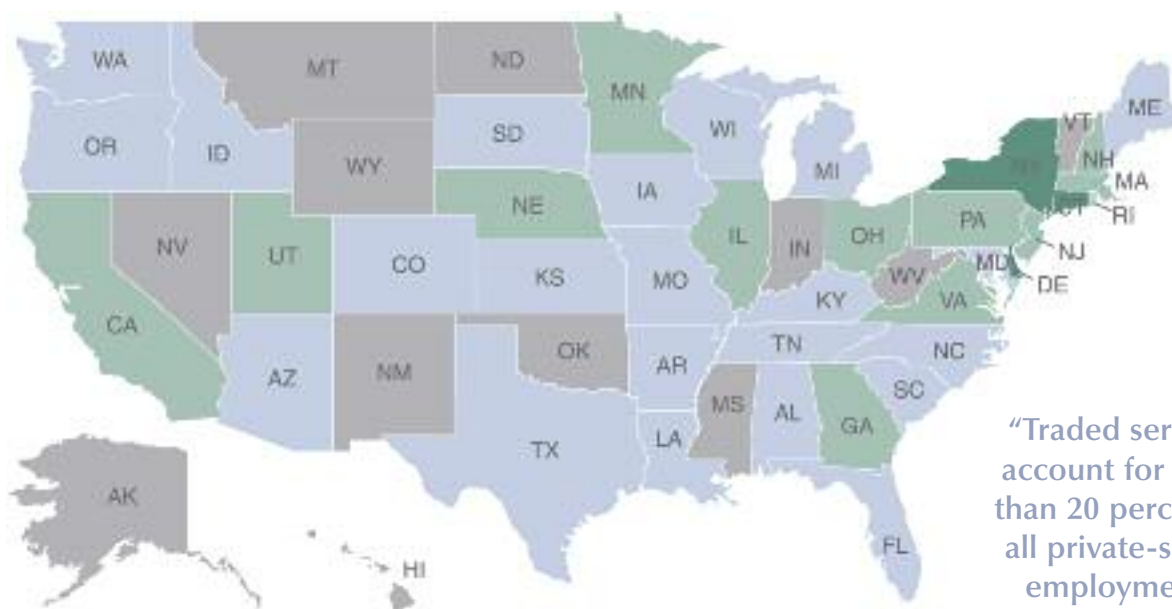 WA
MT
ND
MN
VT
ME
OR
ID
SD
WI
NH
WY
MI
MA
IA
NE
CT
RI
PA
NV
UT
IL
IN
OH
NJ
CO
KS
MO
WV
MD
DE
KY
VA
CA
TN
NC
OK
AR
AZ
NM
SC
MS
AL
GA
LA
TX
AK
FL
HI
“Traded ser
account for
than 20 perc
all private-s
employme